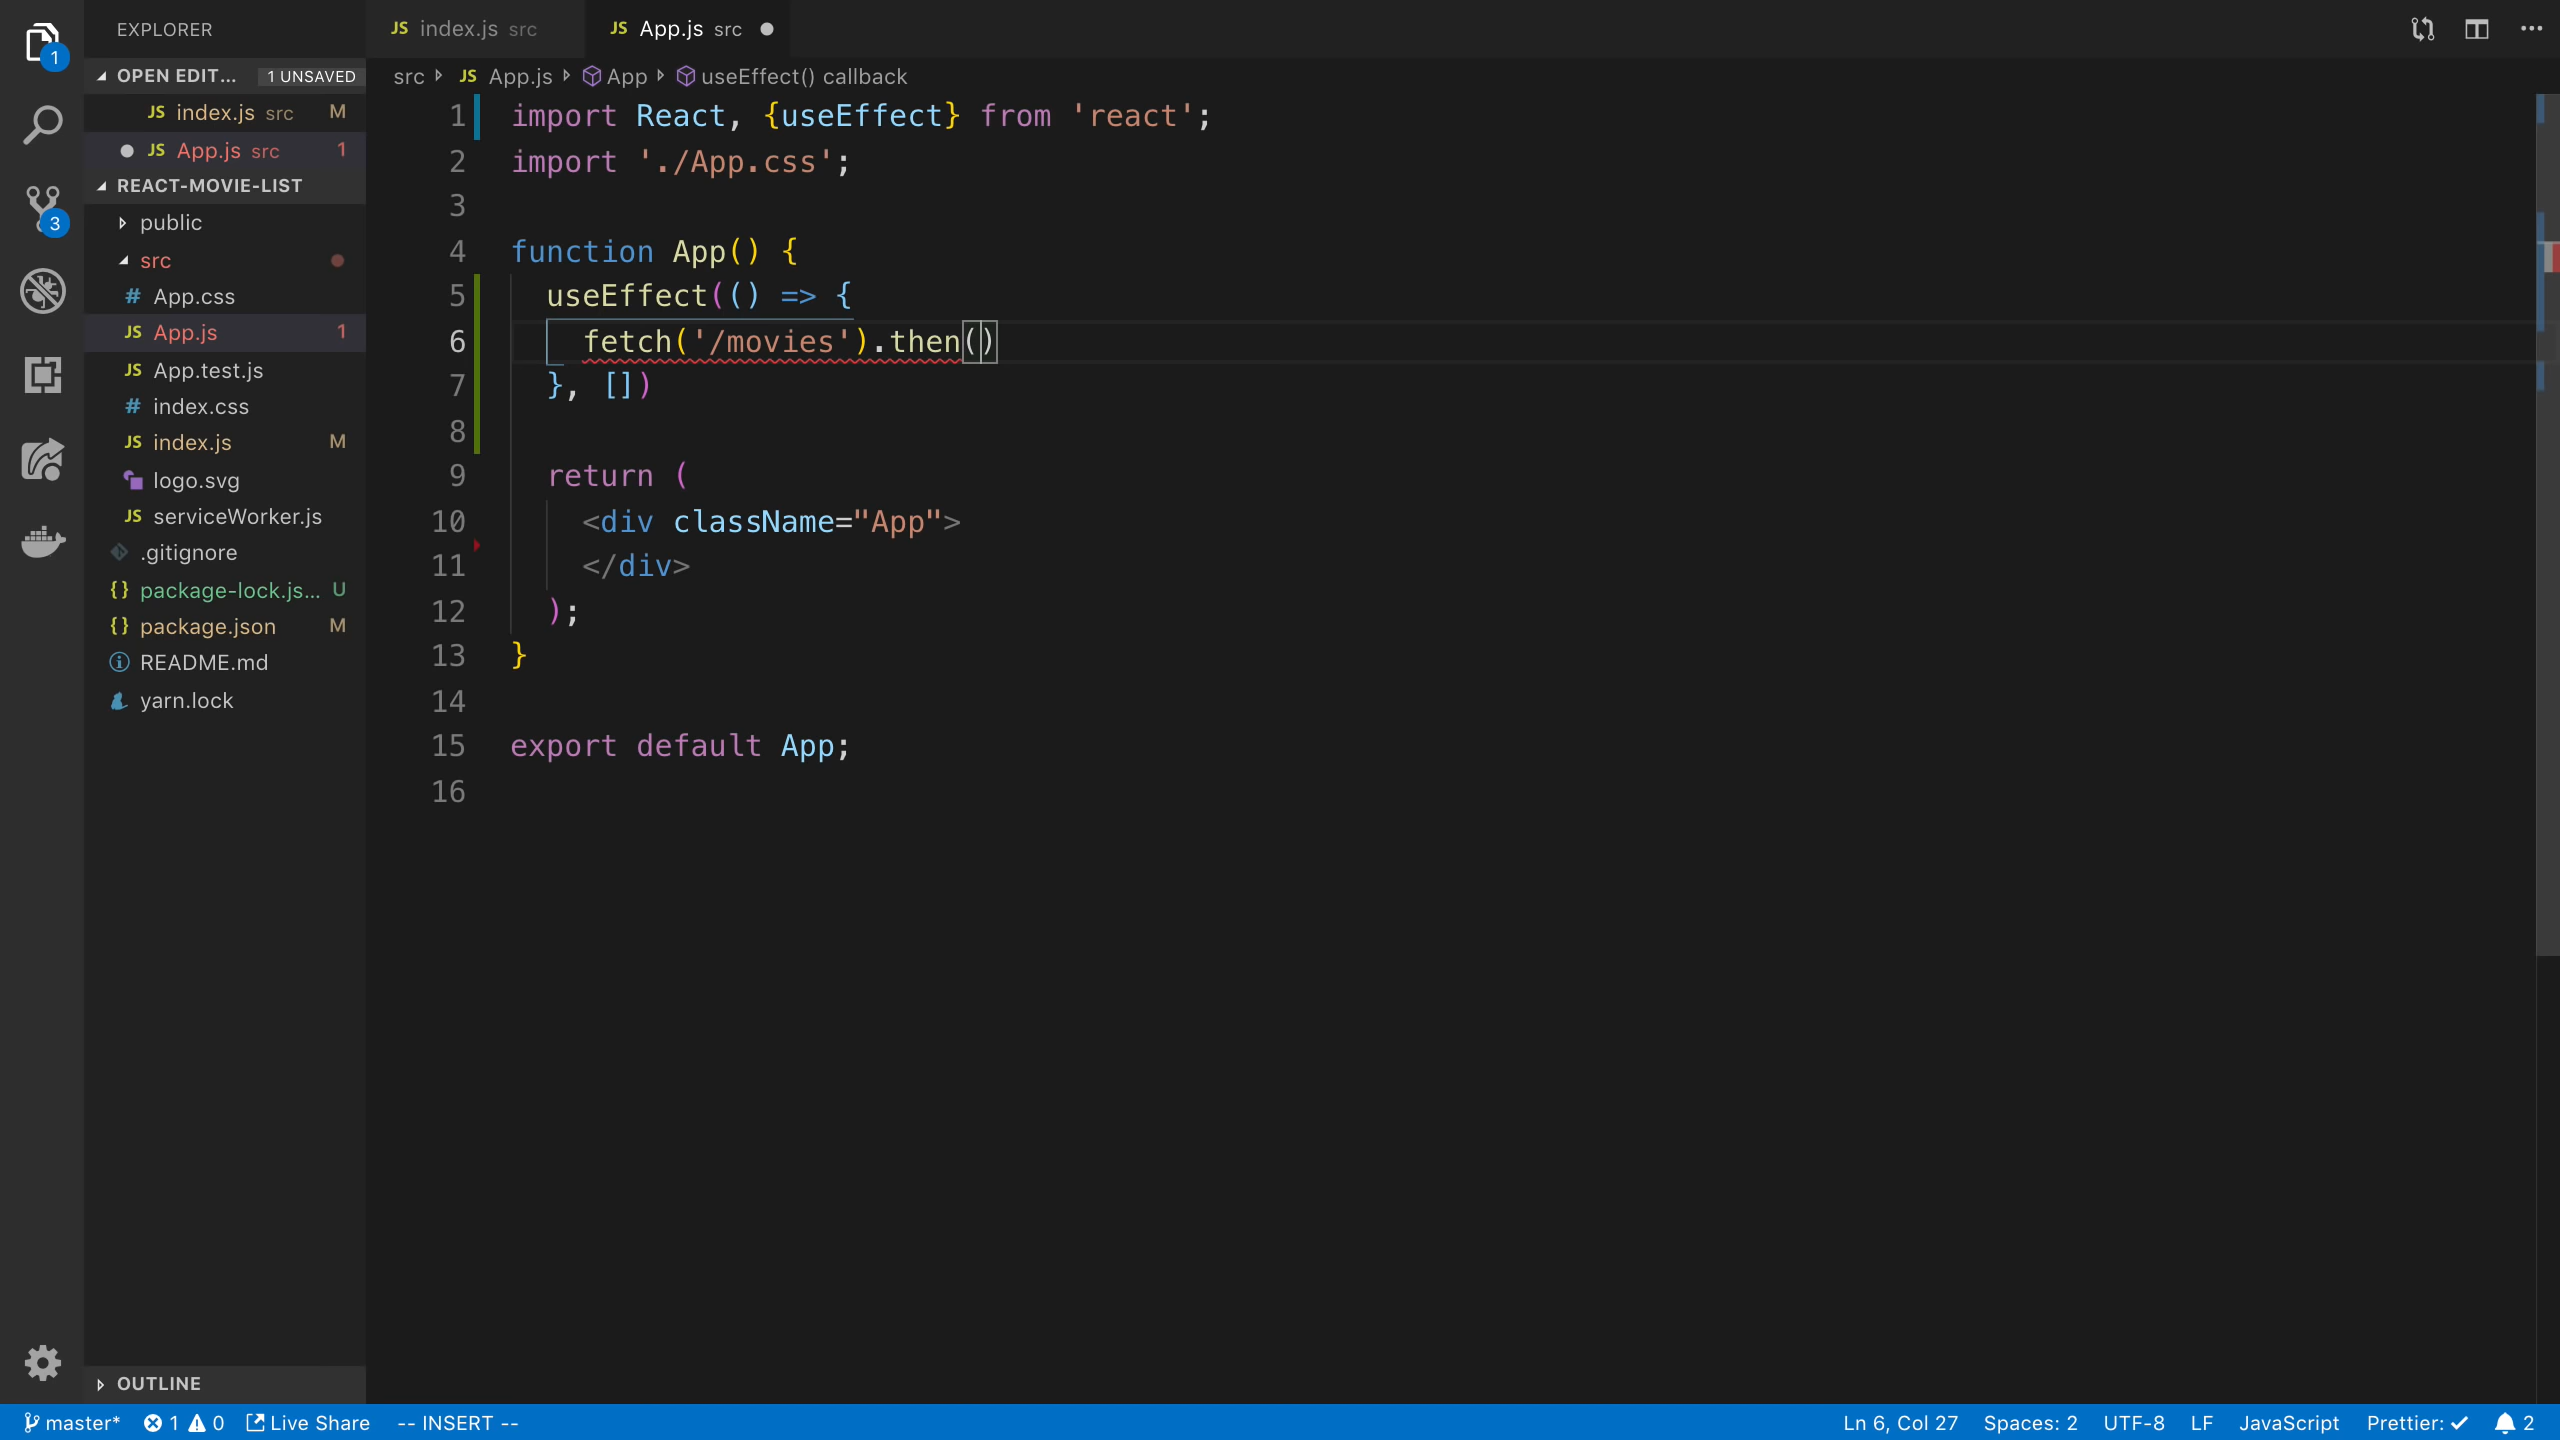 EXPLORER
OPEN EDIT... 1 UNSAVED
JS index.js src M
JS App.js src 1
REACT-MOVIE-LIST
public
src
# App.css
JS App.js 1
JS App.test.js
# index.css
JS index.js M
logo.svg
JS serviceWorker.js
.gitignore
{} package-lock.js... U
{} package.json M
README.md
yarn.lock
OUTLINE
1
3
JS index.js src
JS App.js src
src JS App.js App useEffect() callback
1 import React, {useEffect} from 'react';
2 import './App.css';
3
4 function App() {
5 useEffect(() => {
6 fetch('/movies').then()
7 }, [])
8
9 return (
10 <div className="App">
11 </div>
12 );
13 }
14
15 export default App;
16
master* 1 0 Live Share -- INSERT -- Ln 6, Col 27 Spaces: 2 UTF-8 LF JavaScript Prettier: ✓ 2